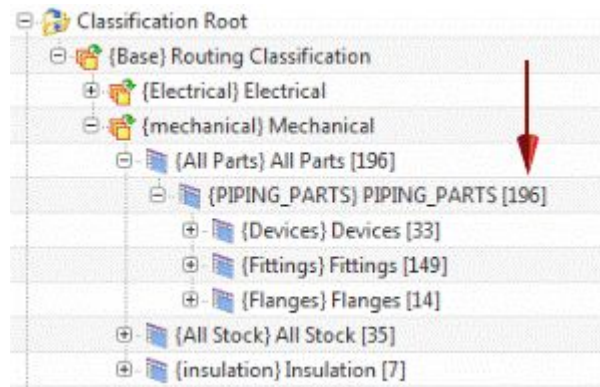 Classification Root
{Base} Routing Classification
{Electrical} Electrical
{mechanical} Mechanical
{All Parts} All Parts [196]
{PIPING_PARTS} PIPING_PARTS [196]
{Devices} Devices [33]
{Fittings} Fittings [149]
{Flanges} Flanges [14]
{All Stock} All Stock [35]
{insulation} Insulation [7]